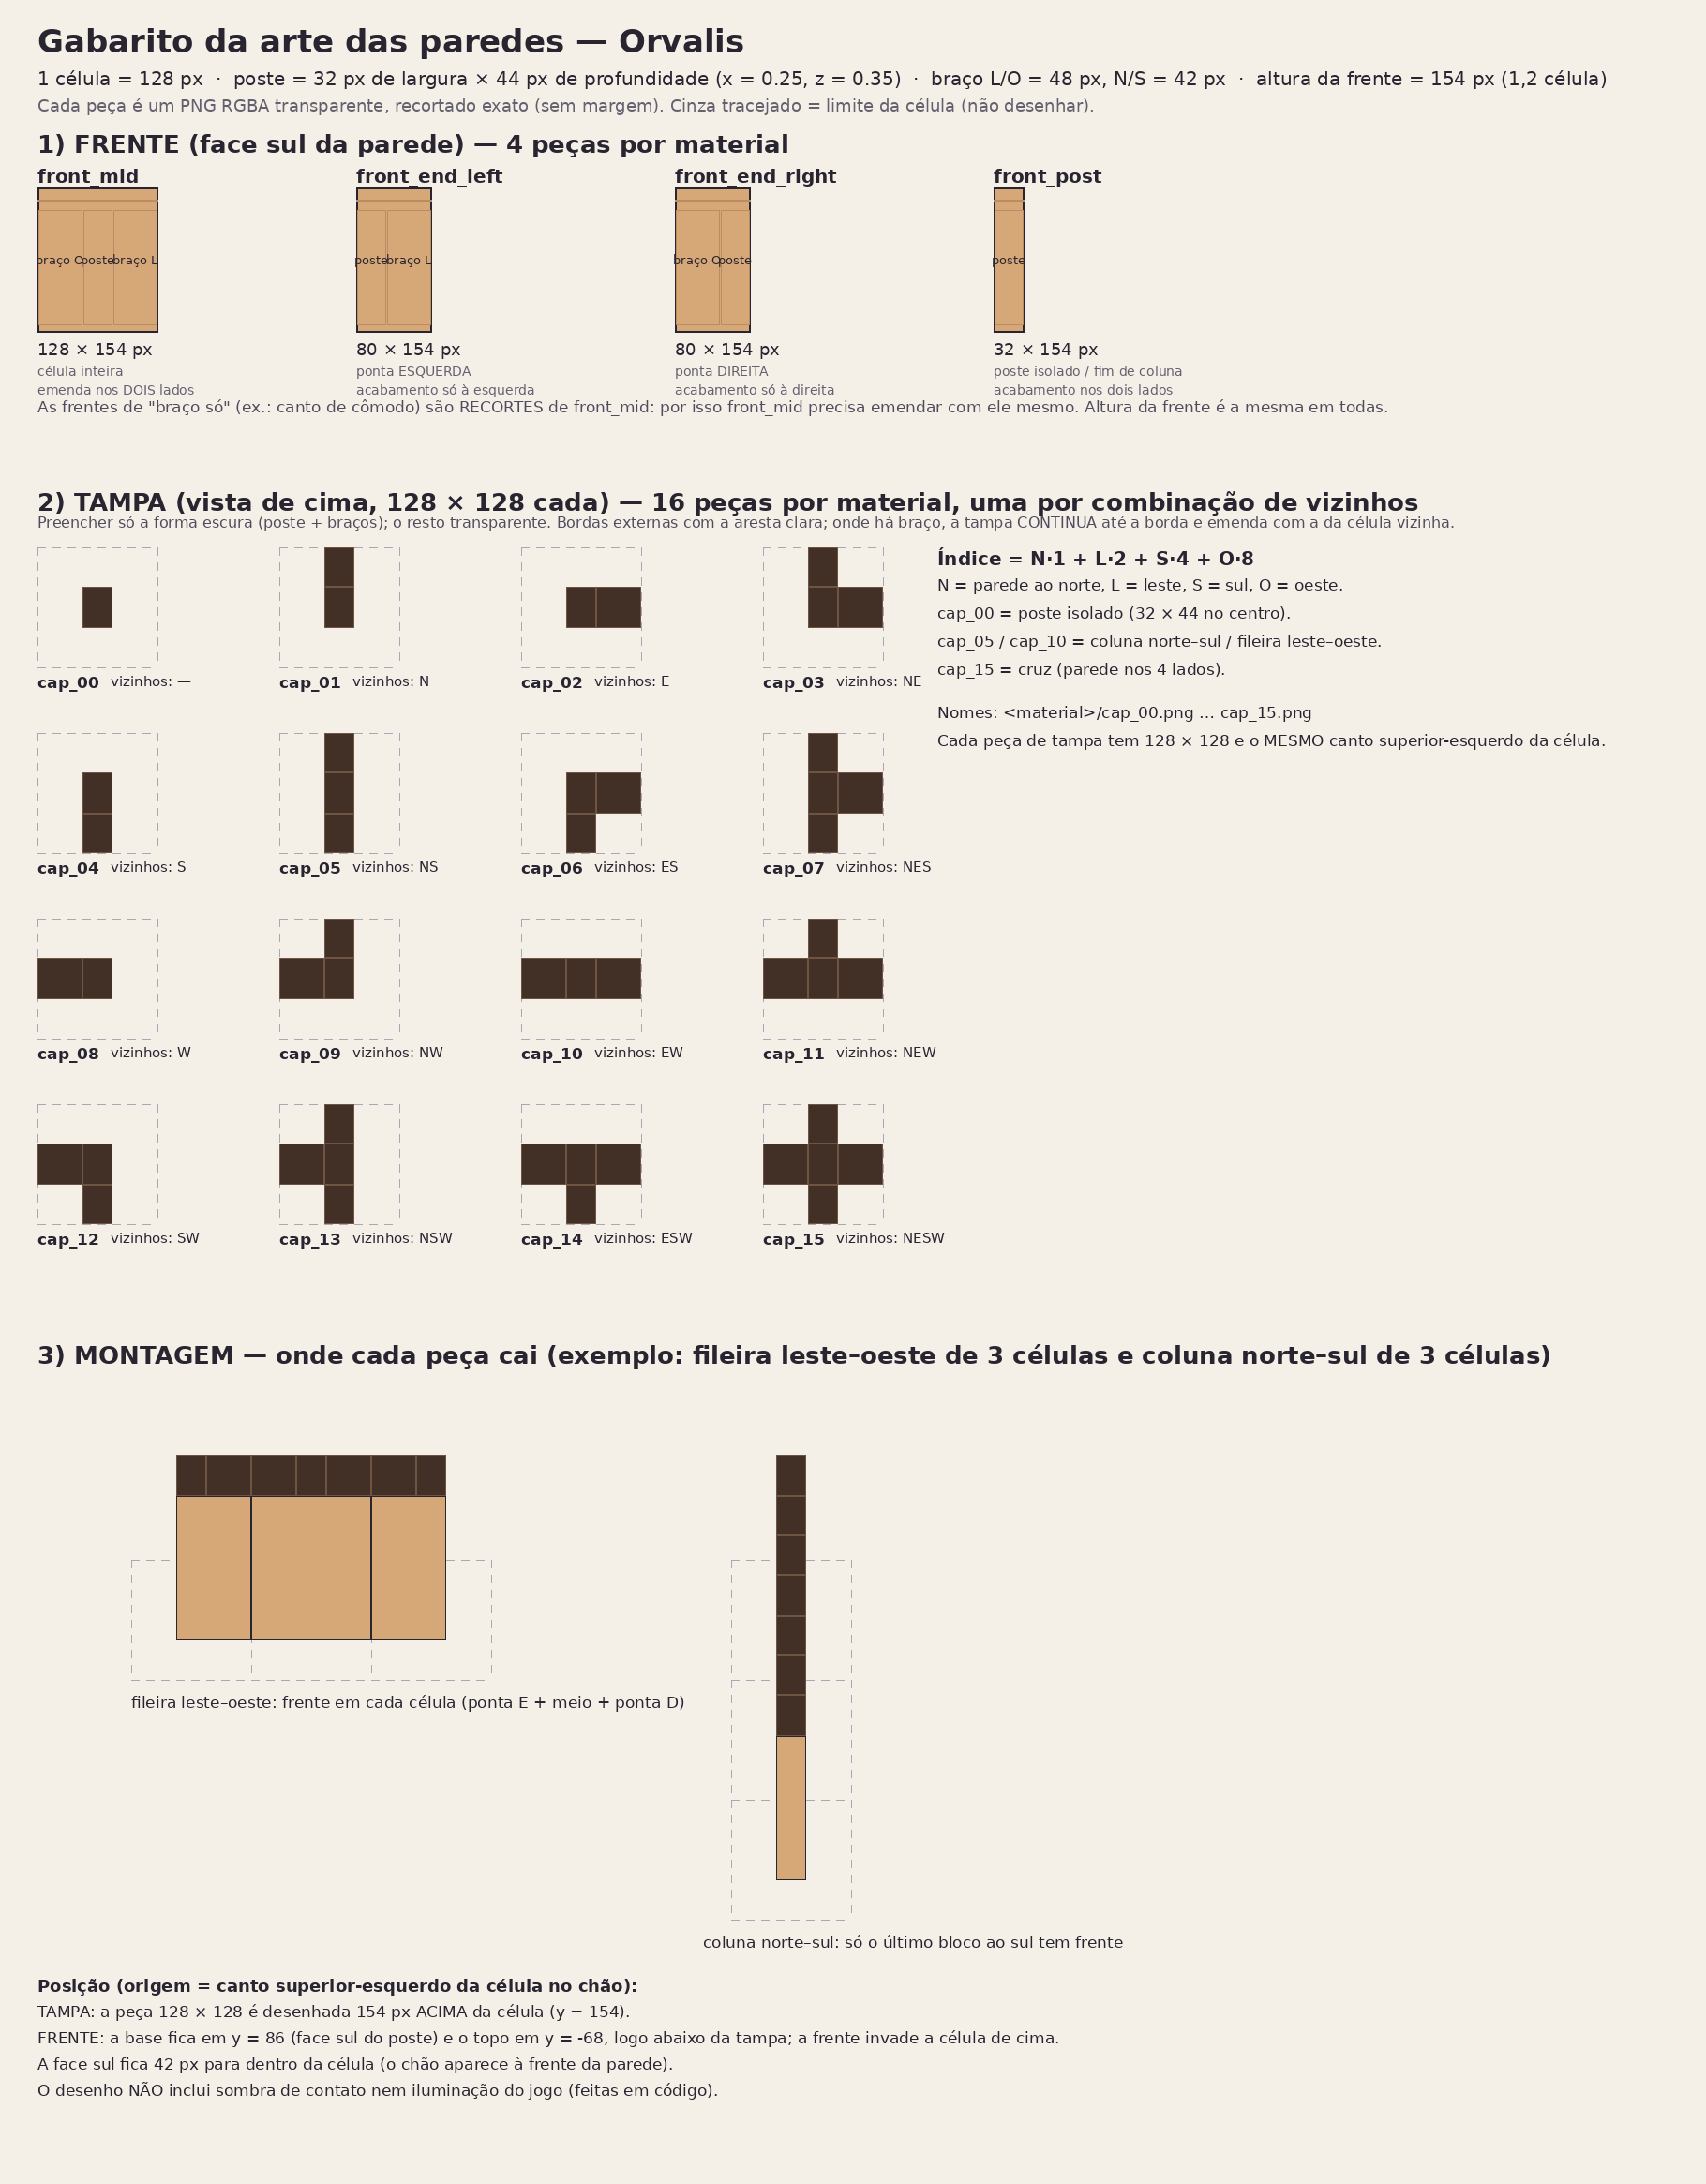 Gabarito da arte das paredes — Orvalis
1 célula = 128 px · poste = 32 px de largura × 44 px de profundidade (x = 0.25, z = 0.35) · braço L/O = 48 px, N/S = 42 px · altura da frente = 154 px (1,2 célula)
Cada peça é um PNG RGBA transparente, recortado exato (sem margem). Cinza tracejado = limite da célula (não desenhar).
1) FRENTE (face sul da parede) — 4 peças por material
front_mid
front_end_left
front_end_right
front_post
braço O
poste
braço L
poste
braço L
braço O
poste
poste
128 × 154 px
80 × 154 px
80 × 154 px
32 × 154 px
célula inteira
ponta ESQUERDA
ponta DIREITA
poste isolado / fim de coluna
emenda nos DOIS lados
acabamento só à esquerda
acabamento só à direita
acabamento nos dois lados
As frentes de "braço só" (ex.: canto de cômodo) são RECORTES de front_mid: por isso front_mid precisa emendar com ele mesmo. Altura da frente é a mesma em todas.
2) TAMPA (vista de cima, 128 × 128 cada) — 16 peças por material, uma por combinação de vizinhos
Preencher só a forma escura (poste + braços); o resto transparente. Bordas externas com a aresta clara; onde há braço, a tampa CONTINUA até a borda e emenda com a da célula vizinha.
Índice = N·1 + L·2 + S·4 + O·8
N = parede ao norte, L = leste, S = sul, O = oeste.
cap_00 = poste isolado (32 × 44 no centro).
cap_05 / cap_10 = coluna norte–sul / fileira leste–oeste.
cap_15 = cruz (parede nos 4 lados).
Nomes: <material>/cap_00.png ... cap_15.png
Cada peça de tampa tem 128 × 128 e o MESMO canto superior-esquerdo da célula.
cap_00 vizinhos: —
cap_01 vizinhos: N
cap_02 vizinhos: E
cap_03 vizinhos: NE
cap_04 vizinhos: S
cap_05 vizinhos: NS
cap_06 vizinhos: ES
cap_07 vizinhos: NES
cap_08 vizinhos: W
cap_09 vizinhos: NW
cap_10 vizinhos: EW
cap_11 vizinhos: NEW
cap_12 vizinhos: SW
cap_13 vizinhos: NSW
cap_14 vizinhos: ESW
cap_15 vizinhos: NESW
3) MONTAGEM — onde cada peça cai (exemplo: fileira leste–oeste de 3 células e coluna norte–sul de 3 células)
fileira leste–oeste: frente em cada célula (ponta E + meio + ponta D)
coluna norte–sul: só o último bloco ao sul tem frente
Posição (origem = canto superior-esquerdo da célula no chão):
TAMPA: a peça 128 × 128 é desenhada 154 px ACIMA da célula (y − 154).
FRENTE: a base fica em y = 86 (face sul do poste) e o topo em y = -68, logo abaixo da tampa; a frente invade a célula de cima.
A face sul fica 42 px para dentro da célula (o chão aparece à frente da parede).
O desenho NÃO inclui sombra de contato nem iluminação do jogo (feitas em código).